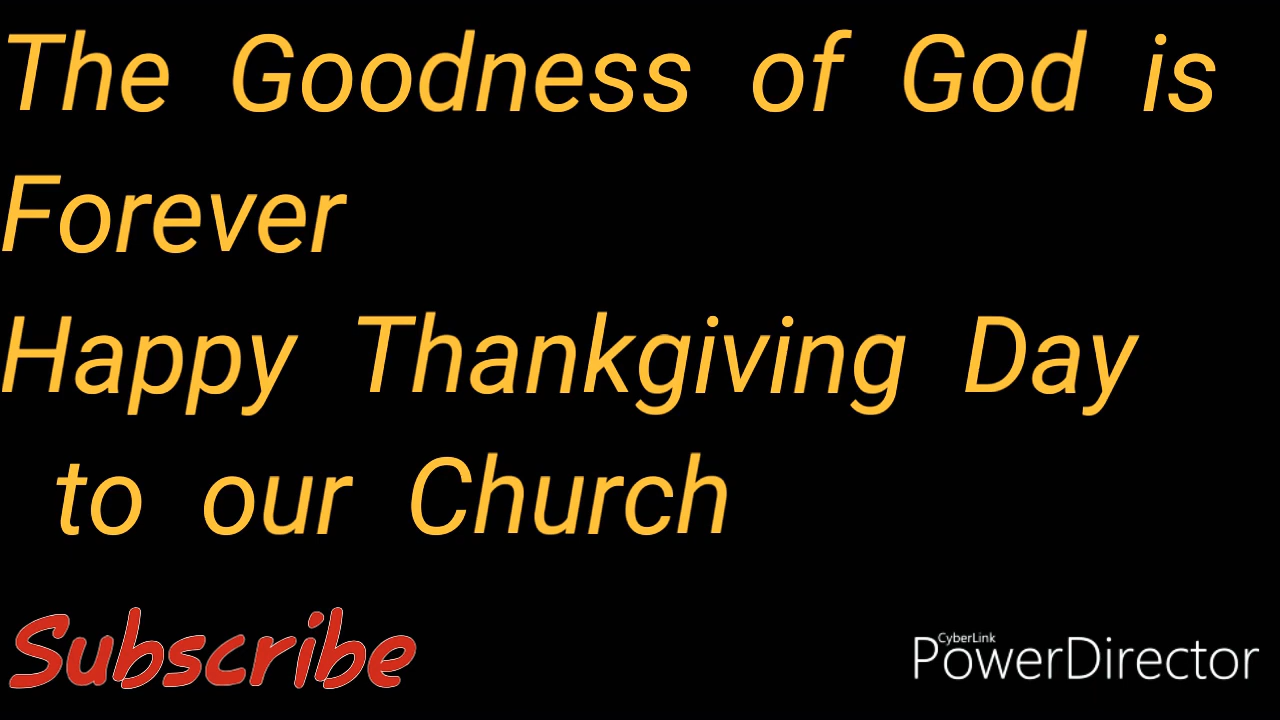 The Goodness of God is
Forever
Happy Thankgiving Day
to our Church
Subscribe
CyberLink
PowerDirector